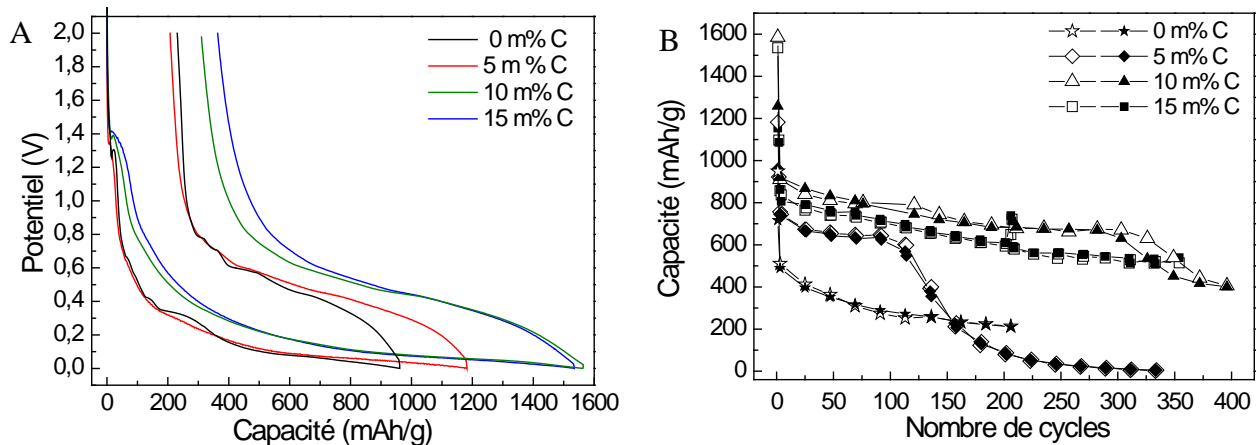 A
2,0
1,8
1,6
1,4
1,2
1,0
0,8
0,6
0,4
0,2
0,0
Potentiel (V)
0 m% C
5 m % C
10 m% C
15 m% C
0 200 400 600 800 1000 1200 1400 1600
Capacité (mAh/g)
B
1600
1400
1200
1000
800
600
400
200
0
Capacité (mAh/g)
0 m% C
5 m% C
10 m% C
15 m% C
0 50 100 150 200 250 300 350 400
Nombre de cycles